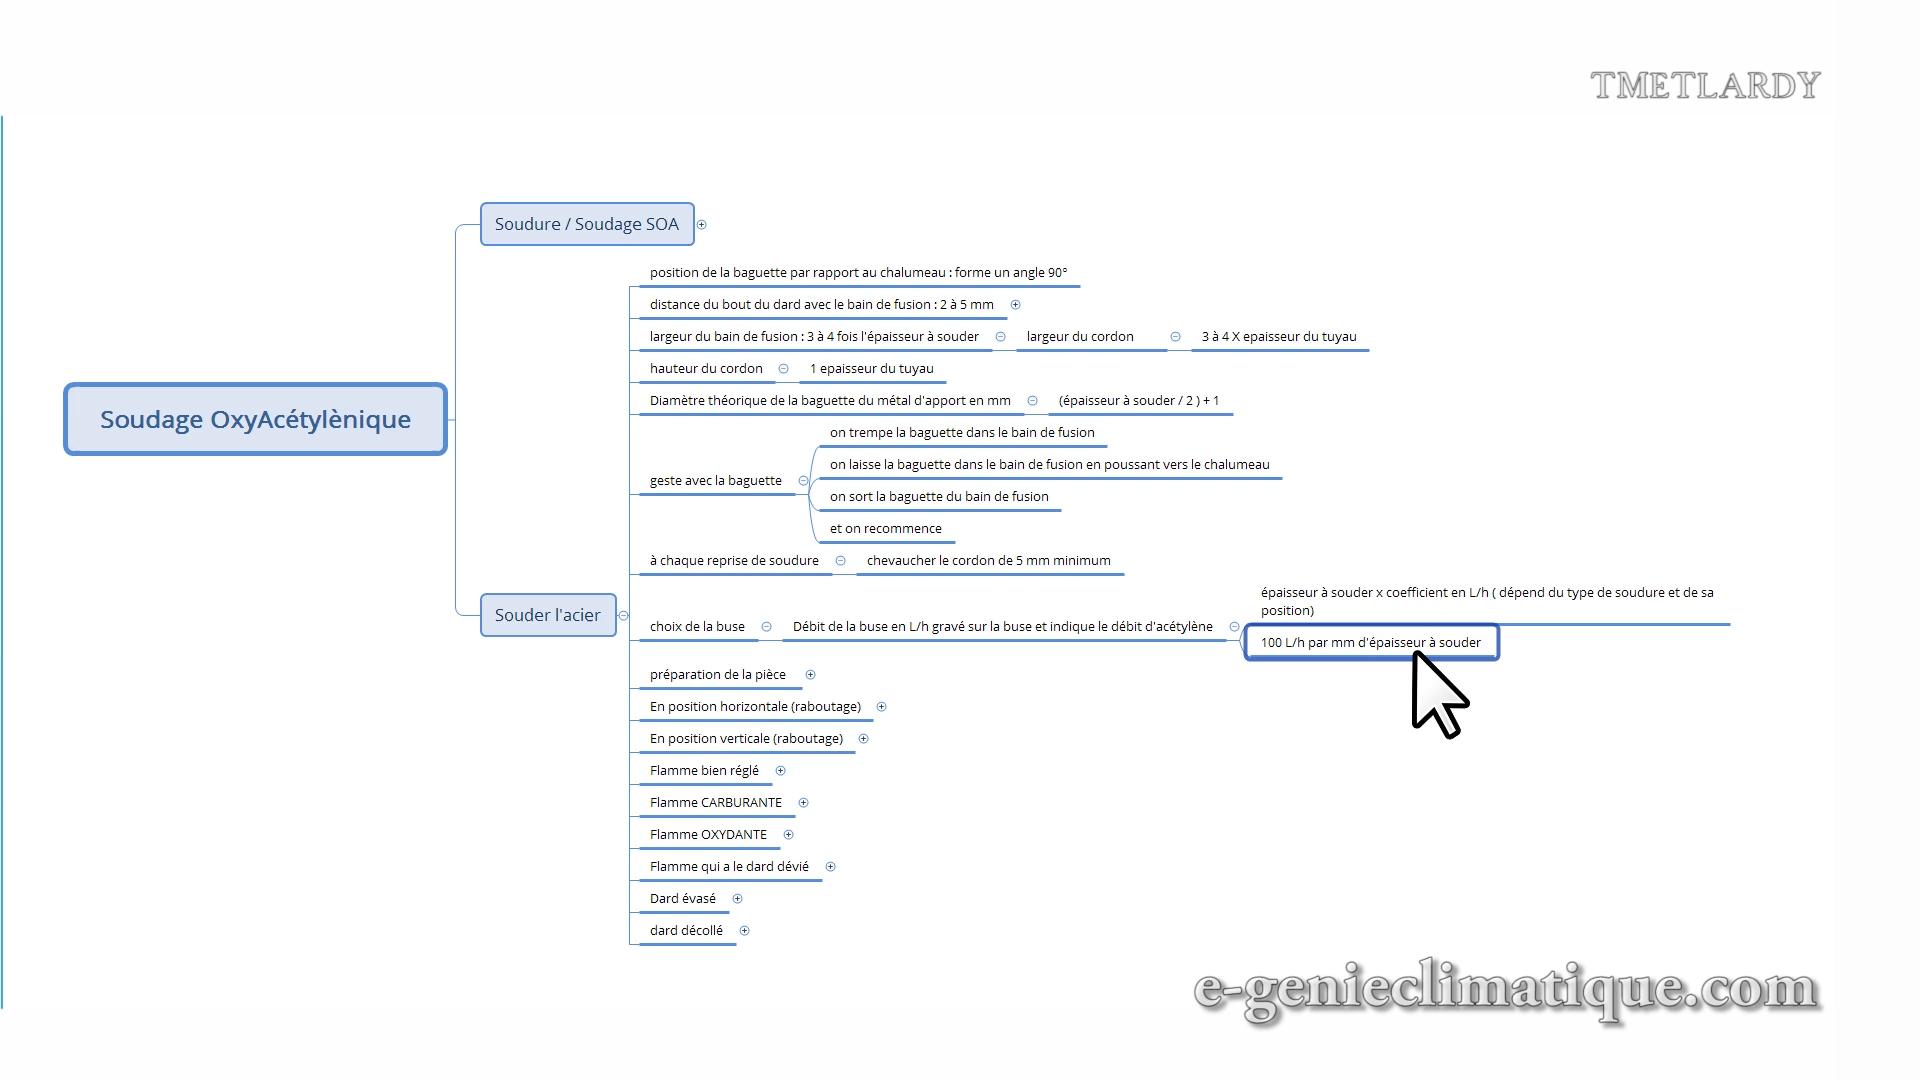 TMETLARDY
Soudage OxyAcétylènique
Soudure / Soudage SOA
Souder l'acier
position de la baguette par rapport au chalumeau : forme un angle 90°
distance du bout du dard avec le bain de fusion : 2 à 5 mm
largeur du bain de fusion : 3 à 4 fois l'épaisseur à souder
largeur du cordon
3 à 4 X epaisseur du tuyau
hauteur du cordon
1 epaisseur du tuyau
Diamètre théorique de la baguette du métal d'apport en mm
(épaisseur à souder / 2 ) + 1
geste avec la baguette
on trempe la baguette dans le bain de fusion
on laisse la baguette dans le bain de fusion en poussant vers le chalumeau
on sort la baguette du bain de fusion
et on recommence
à chaque reprise de soudure
chevaucher le cordon de 5 mm minimum
choix de la buse
Débit de la buse en L/h gravé sur la buse et indique le débit d'acétylène
épaisseur à souder x coefficient en L/h ( dépend du type de soudure et de sa
position)
100 L/h par mm d'épaisseur à souder
préparation de la pièce
En position horizontale (raboutage)
En position verticale (raboutage)
Flamme bien réglé
Flamme CARBURANTE
Flamme OXYDANTE
Flamme qui a le dard dévié
Dard évasé
dard décollé
e-genieclimatique.com